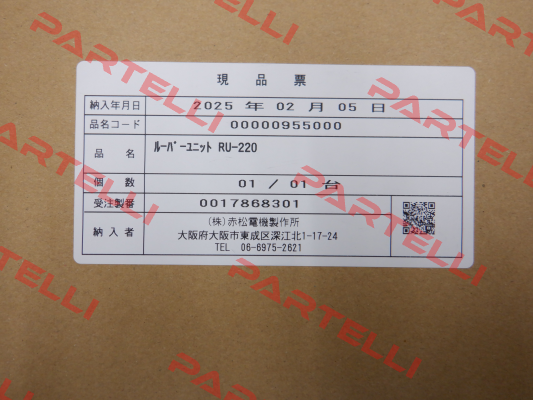 現品票
納入年月日 2025 年 02 月 05 日
品名コード 00000955000
品名 ﾙｰﾊﾞｰﾕﾆｯﾄ RU-220
個数 01 / 01 台
受注製番 0017868301
納入者 (株)赤松電機製作所
大阪府大阪市東成区深江北1-17-24
TEL 06-6975-2621
PARTELLI
PARTELLI
PARTELLI
PARTELLI
PARTELLI
PARTELLI
PARTELLI